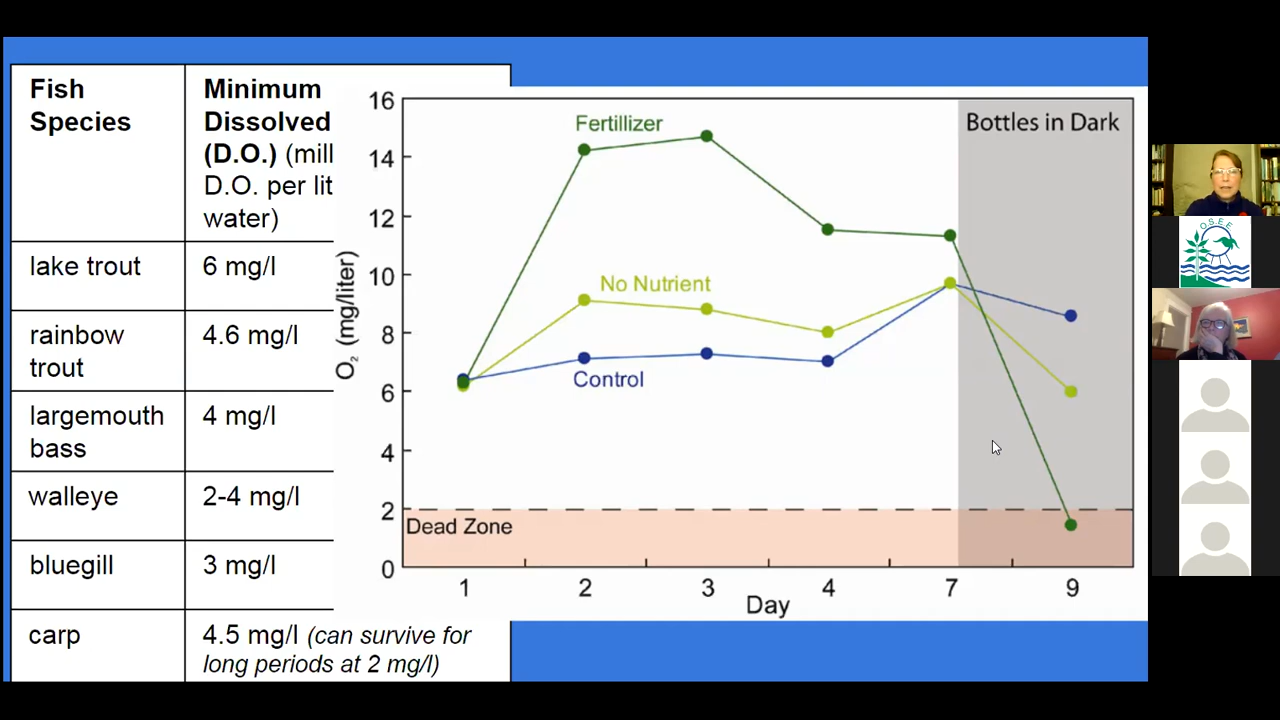 Fish
Species
Minimum
Dissolved
(D.O.) (mill
D.O. per lit
water)
lake trout
6 mg/l
rainbow
trout
4.6 mg/l
largemouth
bass
4 mg/l
walleye
2-4 mg/l
bluegill
3 mg/l
carp
4.5 mg/l (can survive for
long periods at 2 mg/l)
O₂ (mg/liter)
16
14
12
10
8
6
4
2
0
Fertillizer
Bottles in Dark
No Nutrient
Control
Dead Zone
1
2
3
4
7
9
Day
O.S.E.E